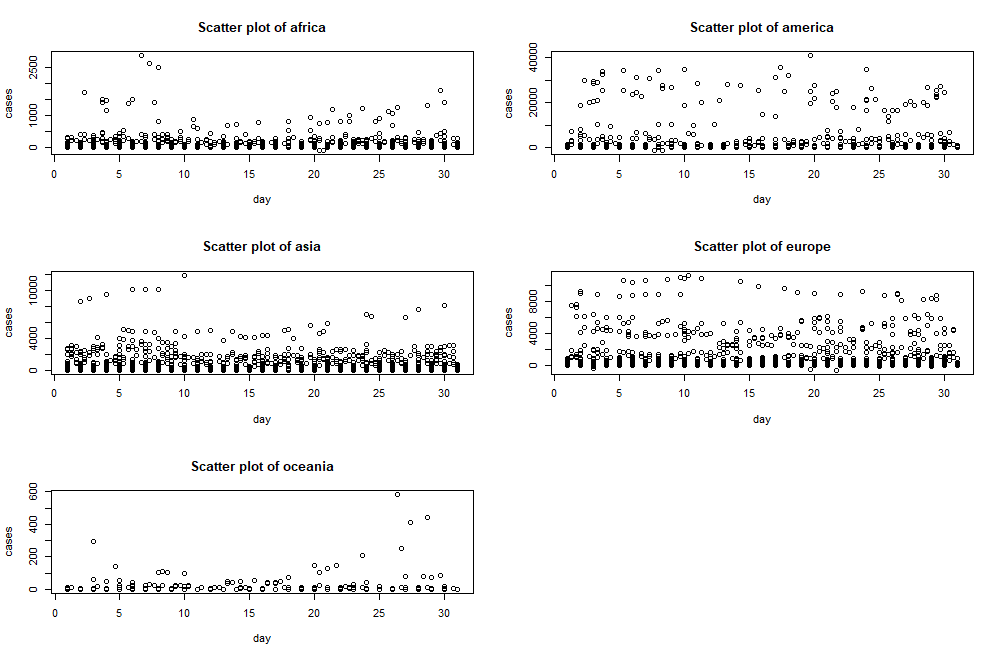 Scatter plot of africa
cases
0 1000 2500
0 5 10 15 20 25 30
day
Scatter plot of america
cases
0 20000 40000
0 5 10 15 20 25 30
day
Scatter plot of asia
cases
0 4000 10000
0 5 10 15 20 25 30
day
Scatter plot of europe
cases
0 4000 8000
0 5 10 15 20 25 30
day
Scatter plot of oceania
cases
0 200 400 600
0 5 10 15 20 25 30
day